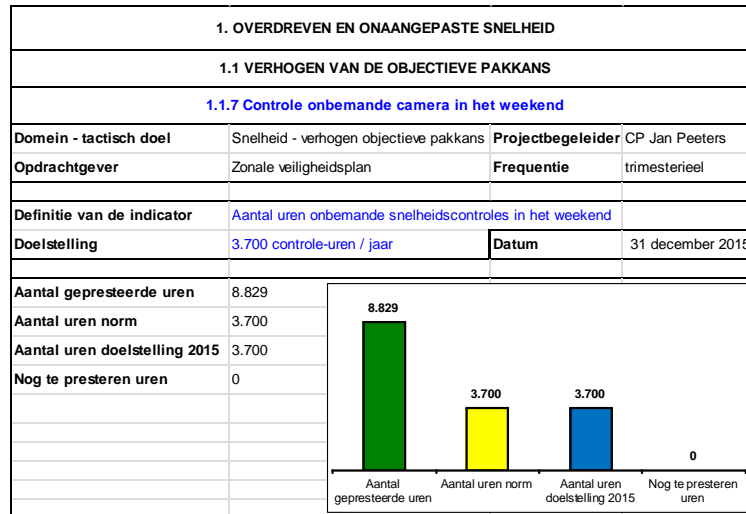 1. OVERDREVEN EN ONAANGEPASTE SNELHEID
1.1 VERHOGEN VAN DE OBJECTIEVE PAKKANS
1.1.7 Controle onbemande camera in het weekend
Domein - tactisch doel Snelheid - verhogen objectieve pakkans Projectbegeleider CP Jan Peeters
Opdrachtgever Zonale veiligheidsplan Frequentie trimesterieel
Definitie van de indicator Aantal uren onbemande snelheidscontroles in het weekend
Doelstelling 3.700 controle-uren / jaar Datum 31 december 2015
Aantal gepresteerde uren 8.829
Aantal uren norm 3.700
Aantal uren doelstelling 2015 3.700
Nog te presteren uren 0
8.829
3.700 3.700
0
Aantal gepresteerde uren
Aantal uren norm
Aantal uren doelstelling 2015
Nog te presteren uren